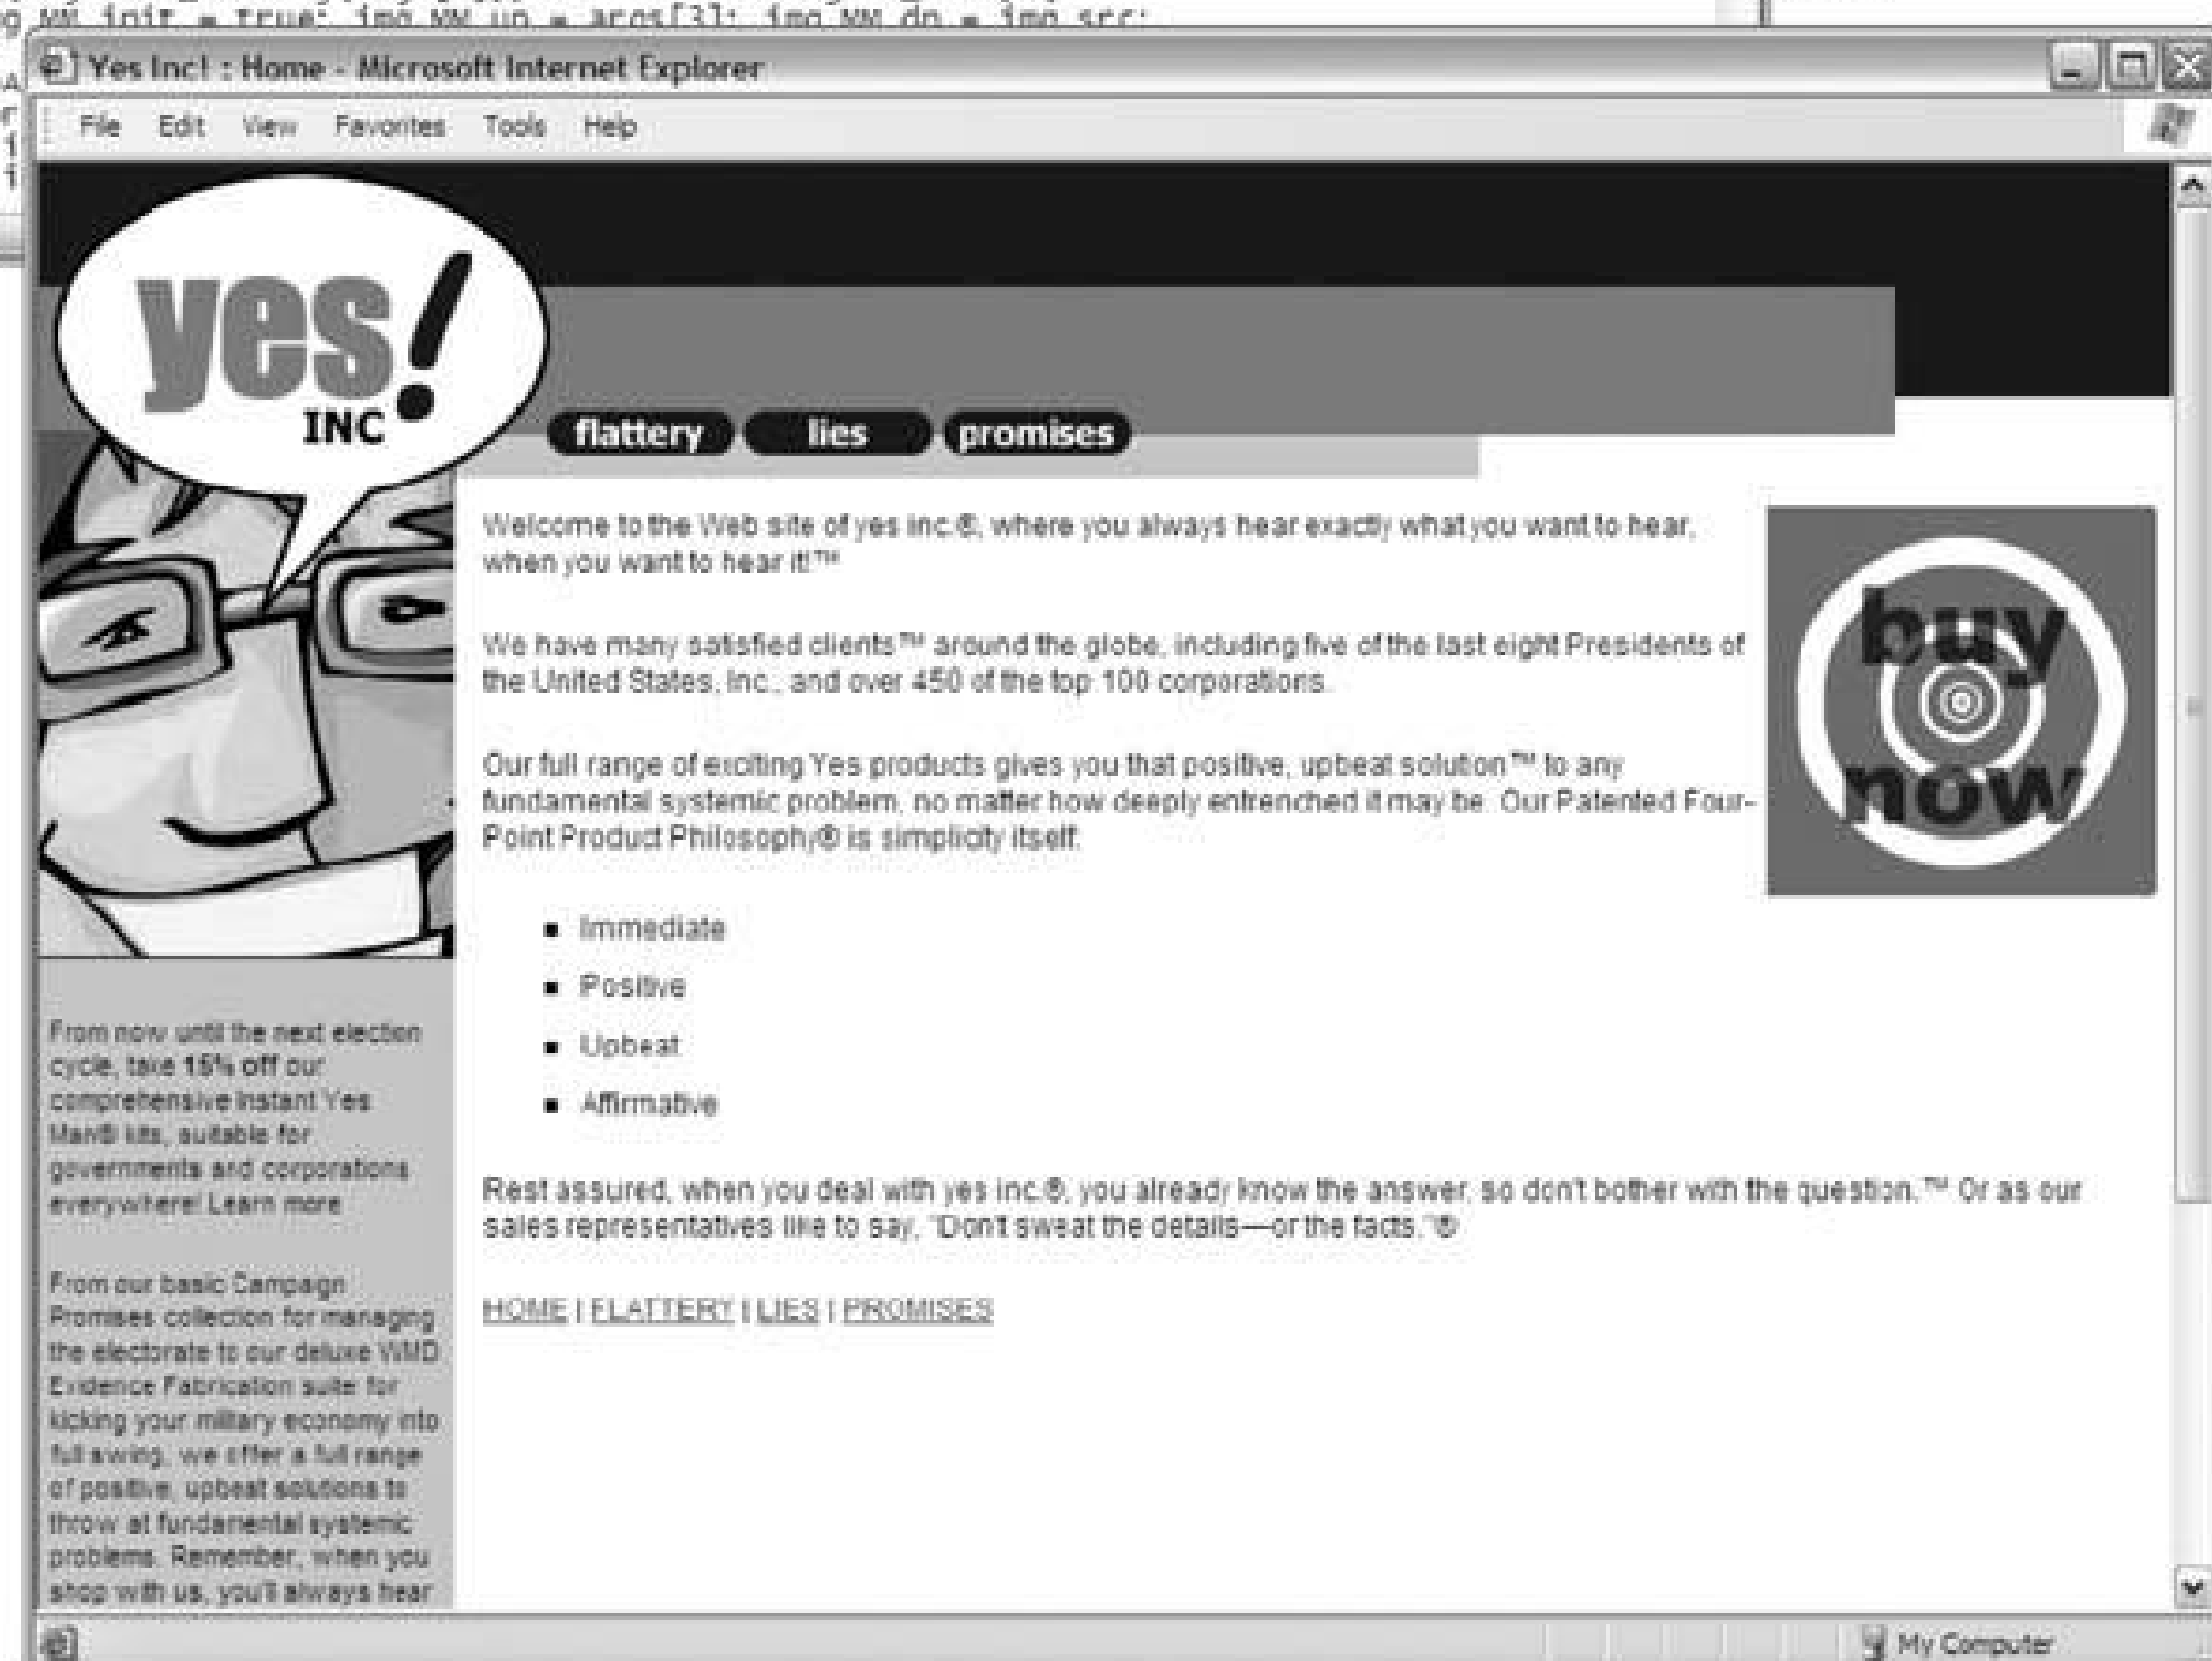 init = true; img.MM_up = args[3]; img.MM_dn = img.src;
Yes Inc! : Home - Microsoft Internet Explorer
File Edit View Favorites Tools Help
yes!
INC
flattery lies promises
Welcome to the Web site of yes inc.®, where you always hear exactly what you want to hear,
when you want to hear it!™
We have many satisfied clients™ around the globe, including five of the last eight Presidents of
the United States, Inc., and over 450 of the top 100 corporations.
Our full range of exciting Yes products gives you that positive, upbeat solution™ to any
fundamental systemic problem, no matter how deeply entrenched it may be. Our Patented Four-
Point Product Philosophy® is simplicity itself:
buy
now
▪ Immediate
▪ Positive
▪ Upbeat
▪ Affirmative
Rest assured, when you deal with yes inc.®, you already know the answer, so don't bother with the question.™ Or as our
sales representatives like to say, "Don't sweat the details—or the facts."®
HOME | FLATTERY | LIES | PROMISES
From now until the next election
cycle, take 15% off our
comprehensive Instant Yes
Man® kits, suitable for
governments and corporations
everywhere! Learn more
From our basic Campaign
Promises collection for managing
the electorate to our deluxe WMD
Evidence Fabrication suite for
kicking your military economy into
full swing, we offer a full range
of positive, upbeat solutions to
throw at fundamental systemic
problems. Remember, when you
shop with us, you'll always hear
My Computer